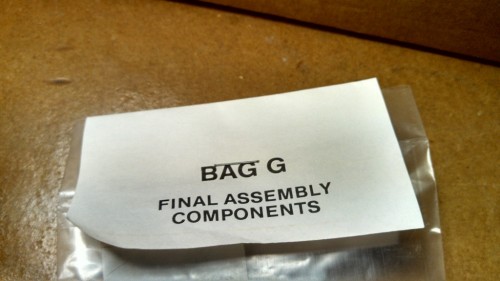 BAG G
FINAL ASSEMBLY
COMPONENTS